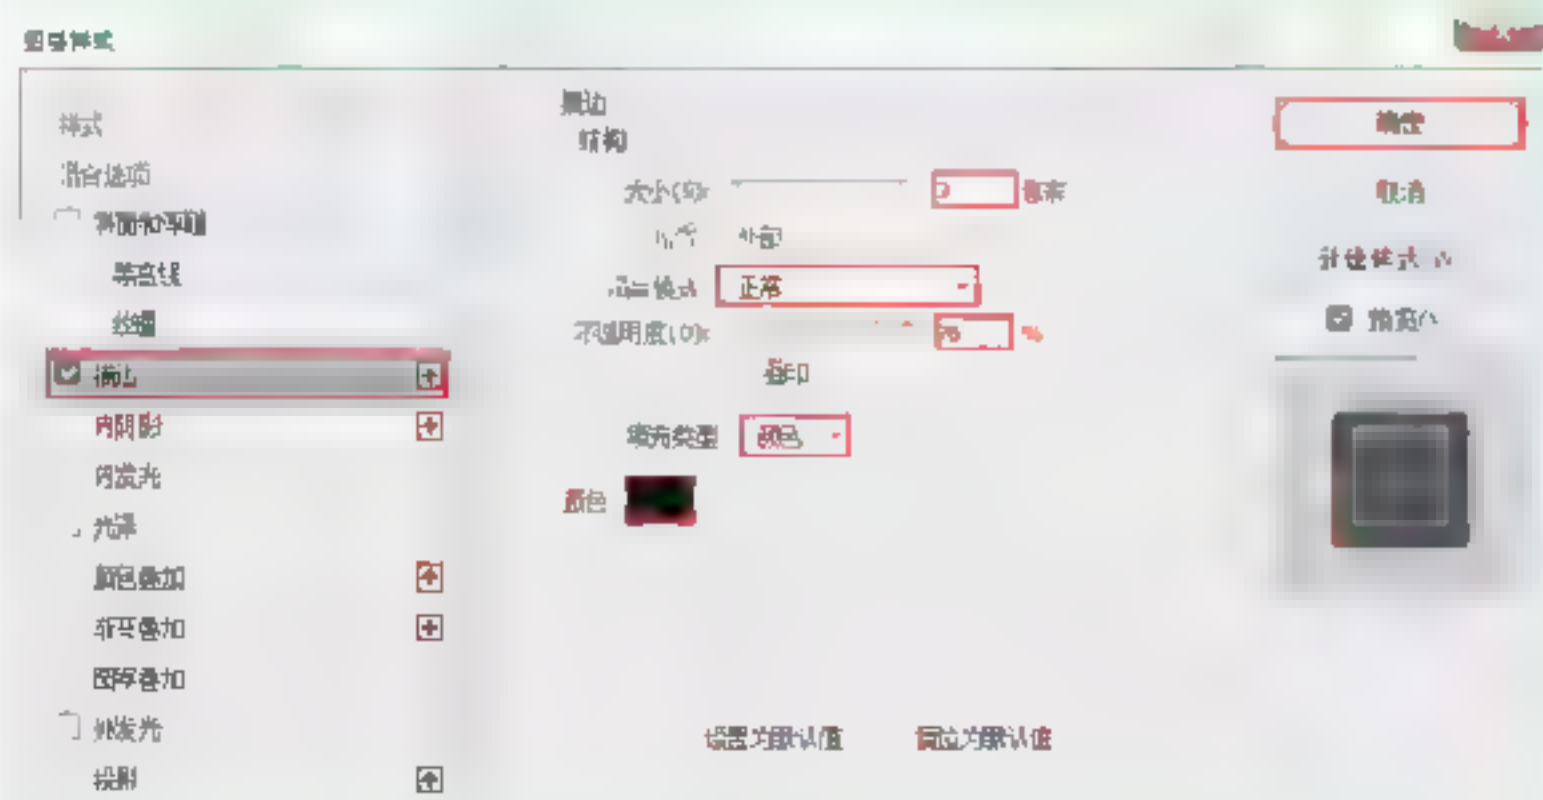 图层样式
样式
混合选项
斜面和浮雕
等高线
纹理
描边
内阴影
内发光
光泽
颜色叠加
渐变叠加
图案叠加
外发光
投影
描边
结构
大小(S):
像素
外部
混合模式
正常
不透明度(O):
叠印
填充类型
颜色
颜色
设置为默认值
复位为默认值
确定
取消
新建样式
预览